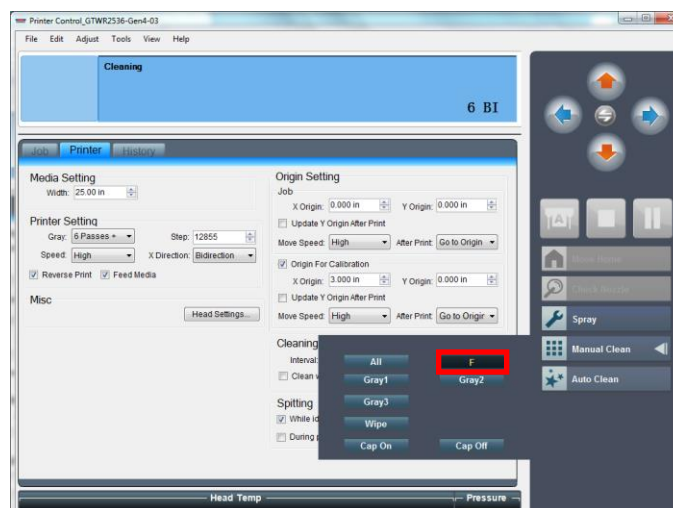 Printer Control_GTWR2536-Gen4-03
File Edit Adjust Tools View Help
Cleaning
6 BI
Job Printer History
Media Setting
Width: 25.00 in
Printer Setting
Gray: 6 Passes + Step: 12855
Speed: High X Direction: Bidirection
Reverse Print Feed Media
Misc
Head Settings...
Origin Setting
Job
X Origin: 0.000 in Y Origin: 0.000 in
Update Y Origin After Print
Move Speed: High After Print: Go to Origin
Origin For Calibration
X Origin: 3.000 in Y Origin: 0.000 in
Update Y Origin After Print
Move Speed: High After Print: Go to Origir
Cleaning
Interval:
Clean
Spitting
While id
During
All F
Gray1 Gray2
Gray3
Wipe
Cap On Cap Off
A
Move Home
Check Nozzle
Spray
Manual Clean
Auto Clean
Head Temp Pressure